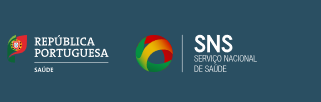 REPÚBLICA
PORTUGUESA
SAÚDE
SNS
SERVIÇO NACIONAL
DE SAÚDE